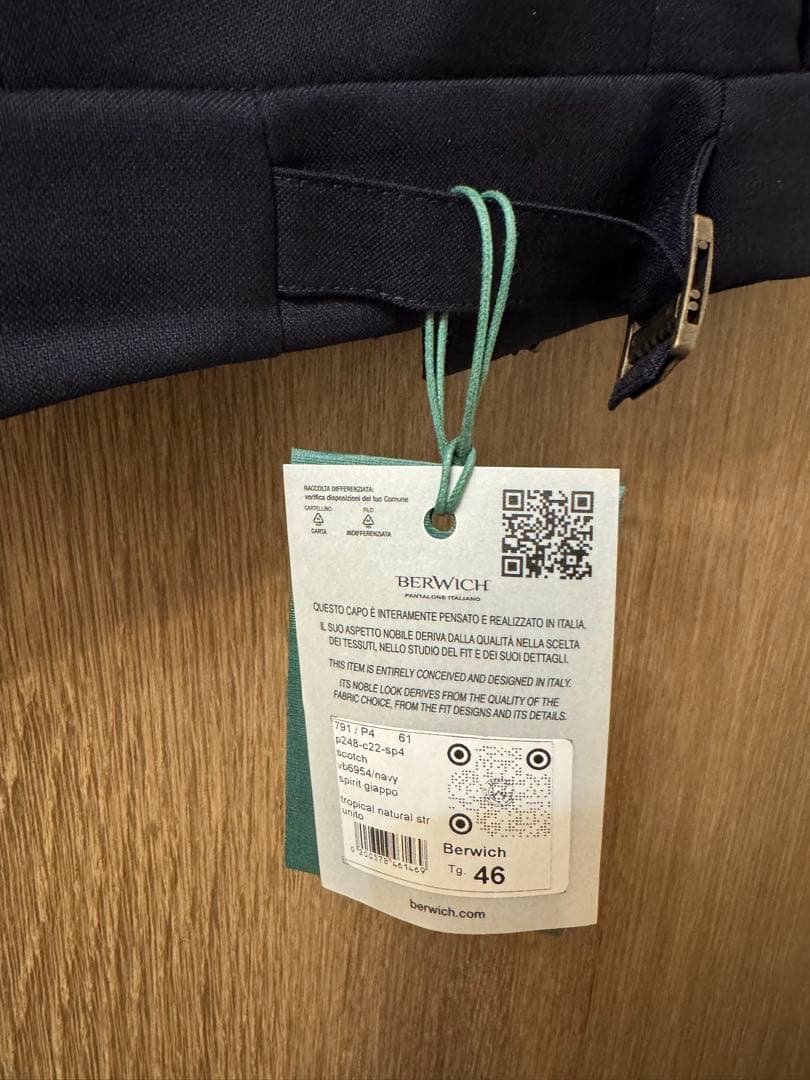 RACCOLTA DIFFERENZIATA:
verifica disposizioni del tuo Comune
CARTELLINO FILO
CARTA INDIFFERENZIATA
BERWICH
PANTALONE ITALIANO
QUESTO CAPO È INTERAMENTE PENSATO E REALIZZATO IN ITALIA.
IL SUO ASPETTO NOBILE DERIVA DALLA QUALITÀ NELLA SCELTA
DEI TESSUTI, NELLO STUDIO DEL FIT E DEI SUOI DETTAGLI.
THIS ITEM IS ENTIRELY CONCEIVED AND DESIGNED IN ITALY.
ITS NOBLE LOOK DERIVES FROM THE QUALITY OF THE
FABRIC CHOICE, FROM THE FIT DESIGNS AND ITS DETAILS.
791 / P4 61
p248-c22-sp4
scotch
vb6954/navy
spirit giappo
tropical natural str
unito
0 200378 461469
Berwich
Tg. 46
berwich.com